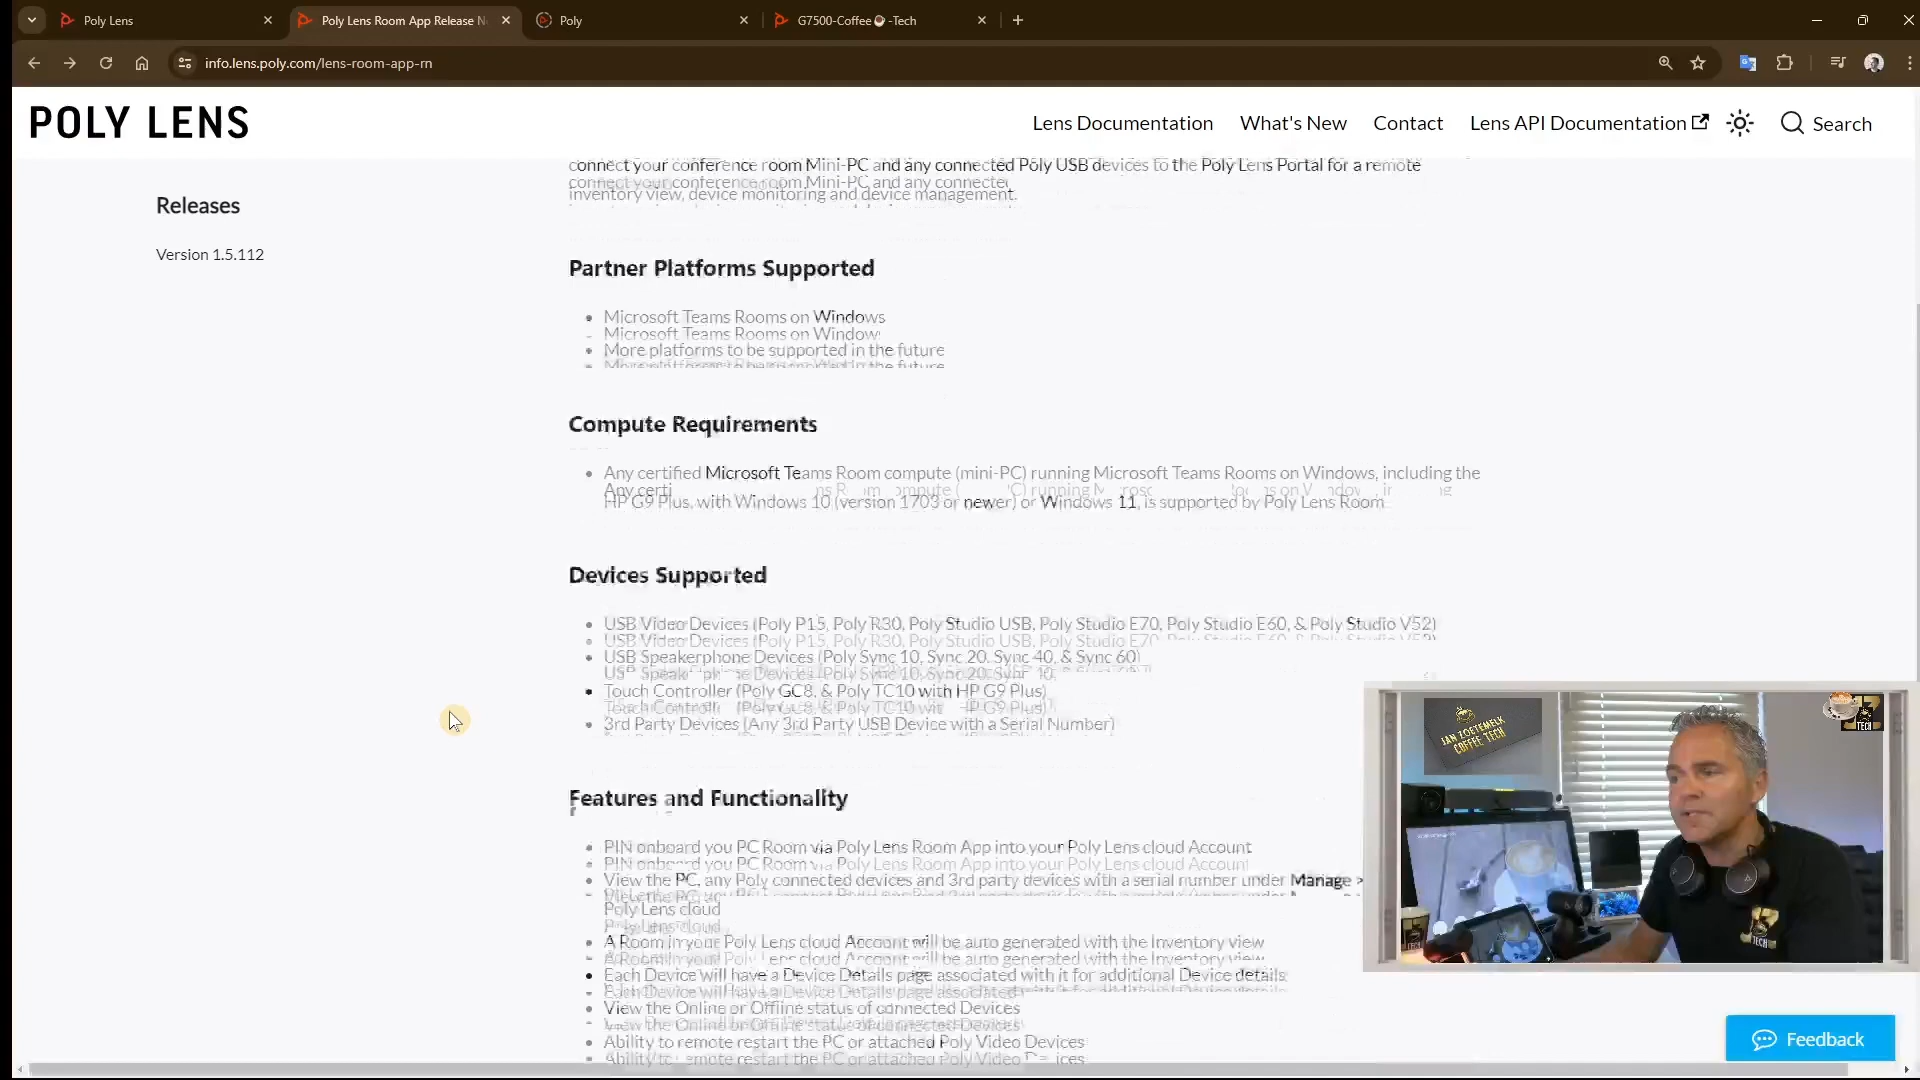 Poly Lens
Poly Lens Room App Release N
Poly
G7500-Coffee -Tech
info.lens.poly.com/lens-room-app-rn
POLY LENS
Lens Documentation
What's New
Contact
Lens API Documentation
Search
Releases
Version 1.5.112
connect your conference room Mini-PC and any connected Poly USB devices to the Poly Lens Portal for a remote
inventory view, device monitoring and device management.
Partner Platforms Supported
Microsoft Teams Rooms on Windows
More platforms to be supported in the future
Compute Requirements
Any certified Microsoft Teams Room compute (mini-PC) running Microsoft Teams Rooms on Windows, including the
HP G9 Plus, with Windows 10 (version 1703 or newer) or Windows 11, is supported by Poly Lens Room
Devices Supported
USB Video Devices (Poly P15, Poly R30, Poly Studio USB, Poly Studio E70, Poly Studio E60, & Poly Studio V52)
USB Speakerphone Devices (Poly Sync 10, Sync 20, Sync 40, & Sync 60)
Touch Controller (Poly GC8, & Poly TC10 with HP G9 Plus)
3rd Party Devices (Any 3rd Party USB Device with a Serial Number)
Features and Functionality
PIN onboard you PC Room via Poly Lens Room App into your Poly Lens cloud Account
View the PC, any Poly connected devices and 3rd party devices with a serial number under Manage >
Poly Lens cloud
A Room in your Poly Lens cloud Account will be auto generated with the Inventory view
Each Device will have a Device Details page associated with it for additional Device details
View the Online or Offline status of connected Devices
Ability to remote restart the PC or attached Poly Video Devices
JAN ZOETEMELK
COFFEE TECH
TECH
TECH
Feedback